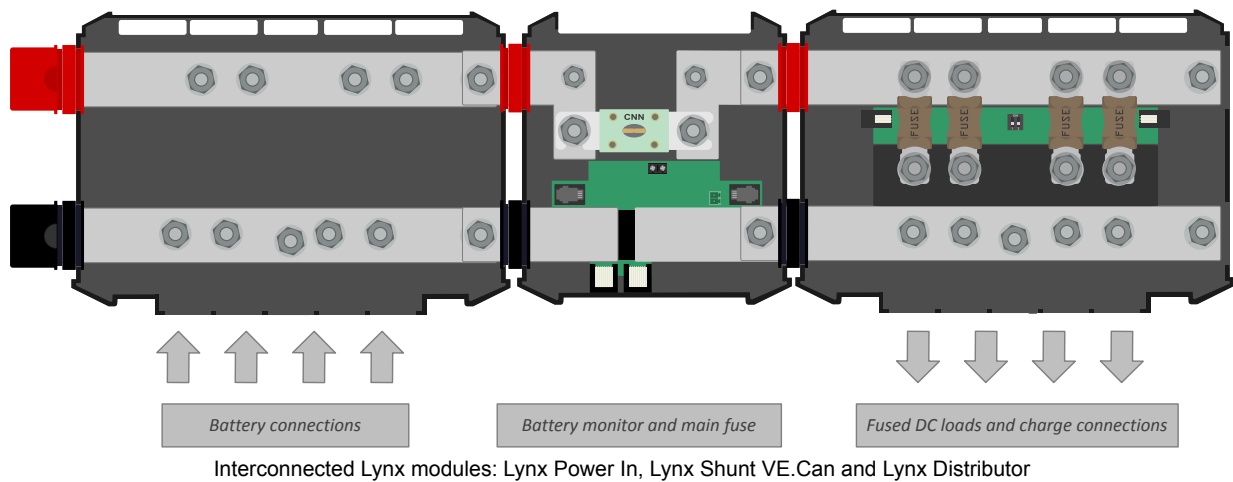 CNN
FUSE
FUSE
FUSE
FUSE
Battery connections
Battery monitor and main fuse
Fused DC loads and charge connections
Interconnected Lynx modules: Lynx Power In, Lynx Shunt VE.Can and Lynx Distributor